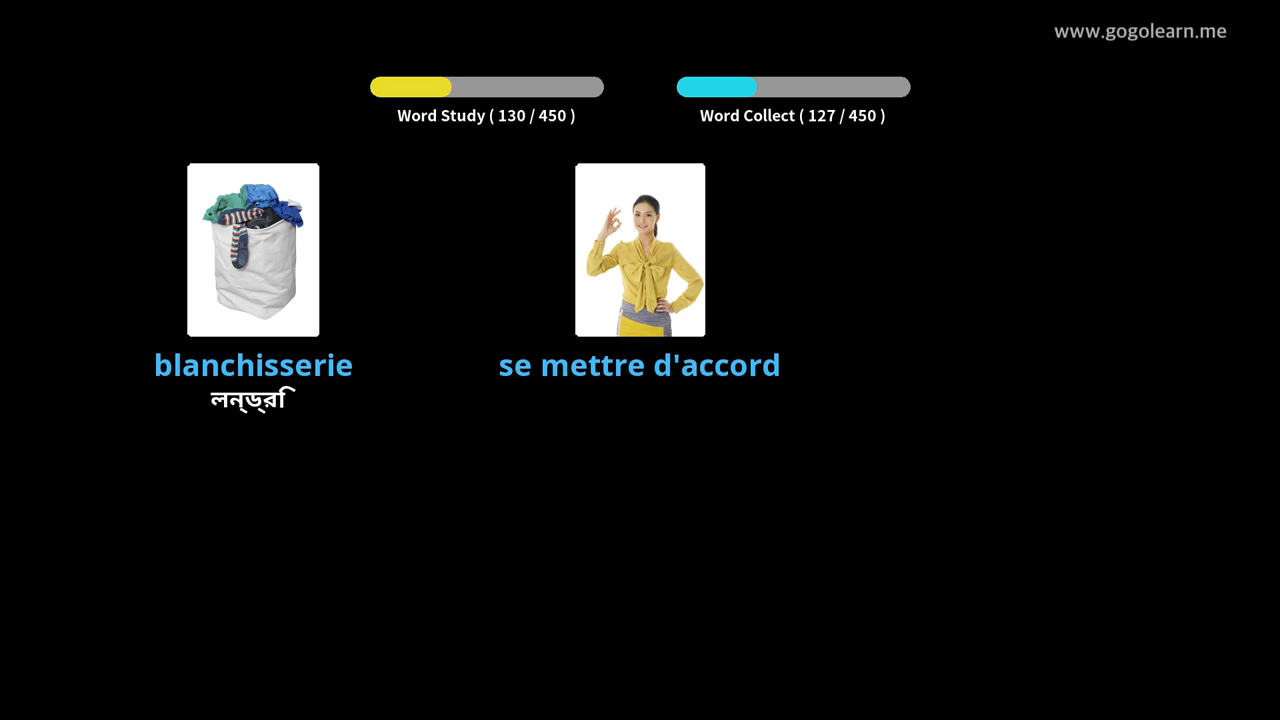 www.gogolearn.me
Word Study ( 130 / 450 )
Word Collect ( 127 / 450 )
blanchisserie
লন্ড্রি
se mettre d'accord